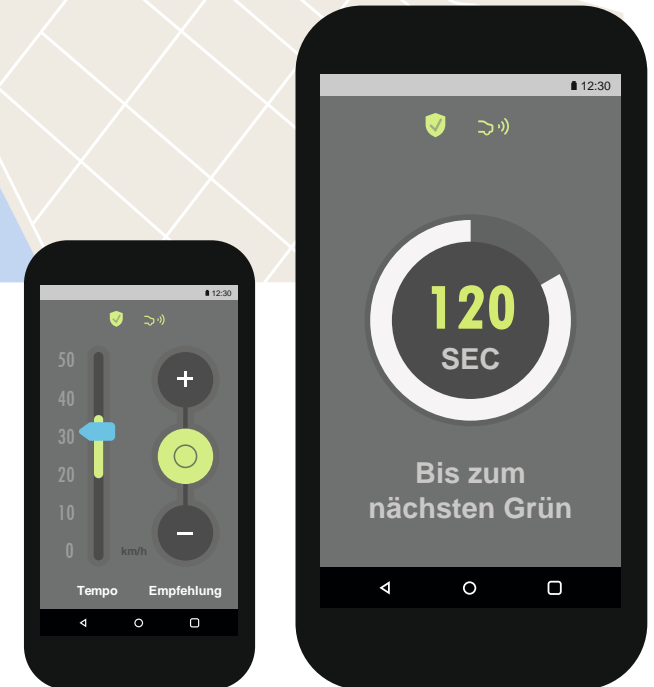 12:30
50
40
30
20
10
0
km/h
+
−
Tempo
Empfehlung
12:30
120
SEC
Bis zum
nächsten Grün